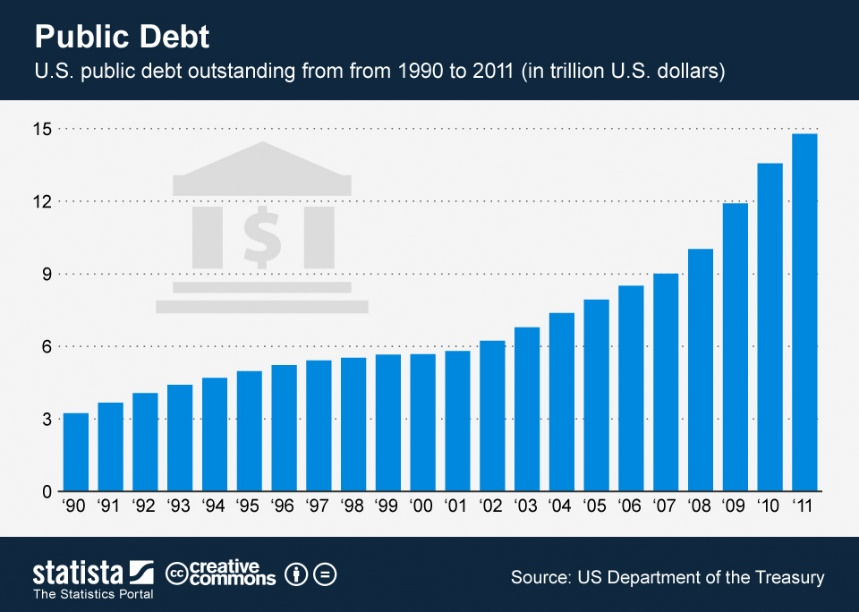 Public Debt
U.S. public debt outstanding from from 1990 to 2011 (in trillion U.S. dollars)
15
12
9
6
3
0
$
‘90 ‘91 ‘92 ‘93 ‘94 ‘95 ‘96 ‘97 ‘98 ‘99 ‘00 ‘01 ‘02 ‘03 ‘04 ‘05 ‘06 ‘07 ‘08 ‘09 ‘10 ‘11
statista
The Statistics Portal
cc creative
commons
Source: US Department of the Treasury